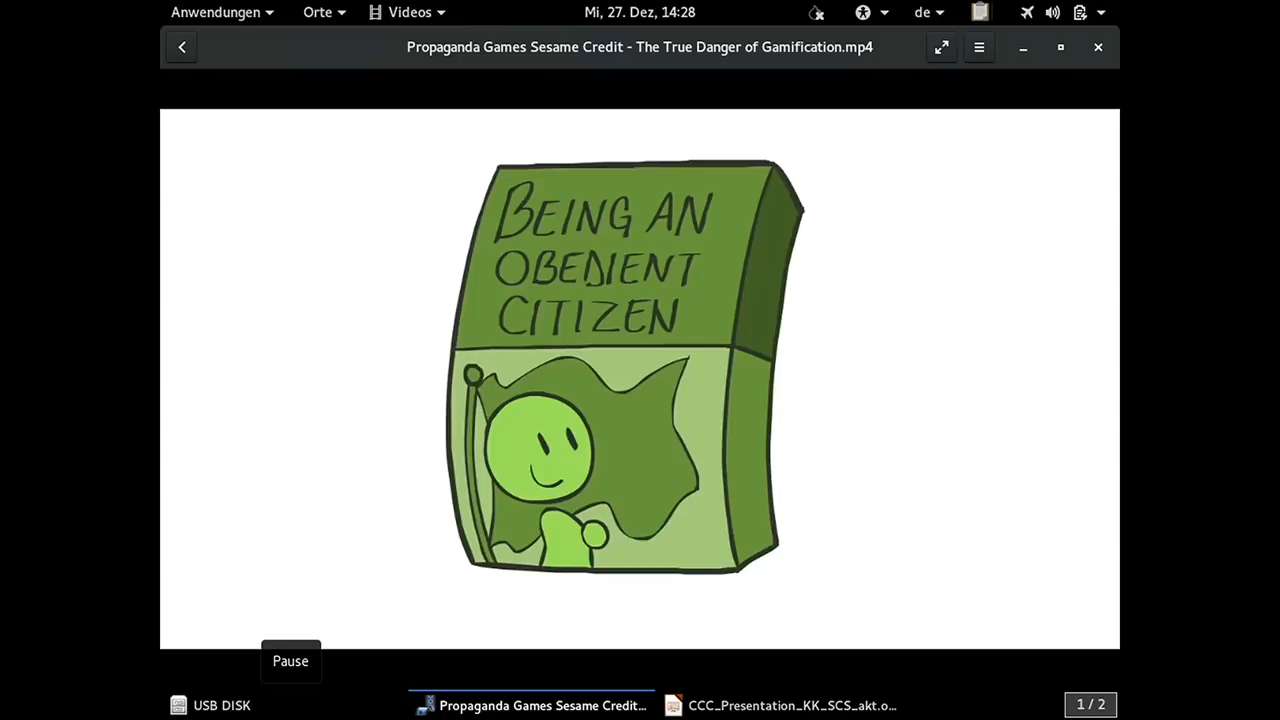 Anwendungen Orte Videos Mi, 27. Dez, 14:28 de
Propaganda Games Sesame Credit - The True Danger of Gamification.mp4
BEING AN
OBEDIENT
CITIZEN
Pause
USB DISK Propaganda Games Sesame Credit... CCC_Presentation_KK_SCS_akt.o... 1 / 2